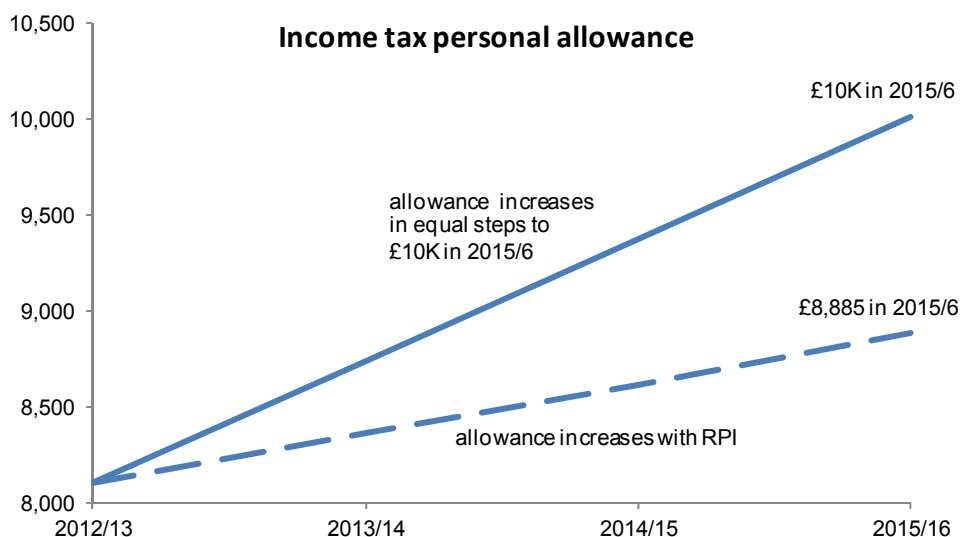 Income tax personal allowance
10,500
10,000
9,500
9,000
8,500
8,000
£10K in 2015/6
allowance increases
in equal steps to
£10K in 2015/6
£8,885 in 2015/6
allowance increases with RPI
2012/13 2013/14 2014/15 2015/16